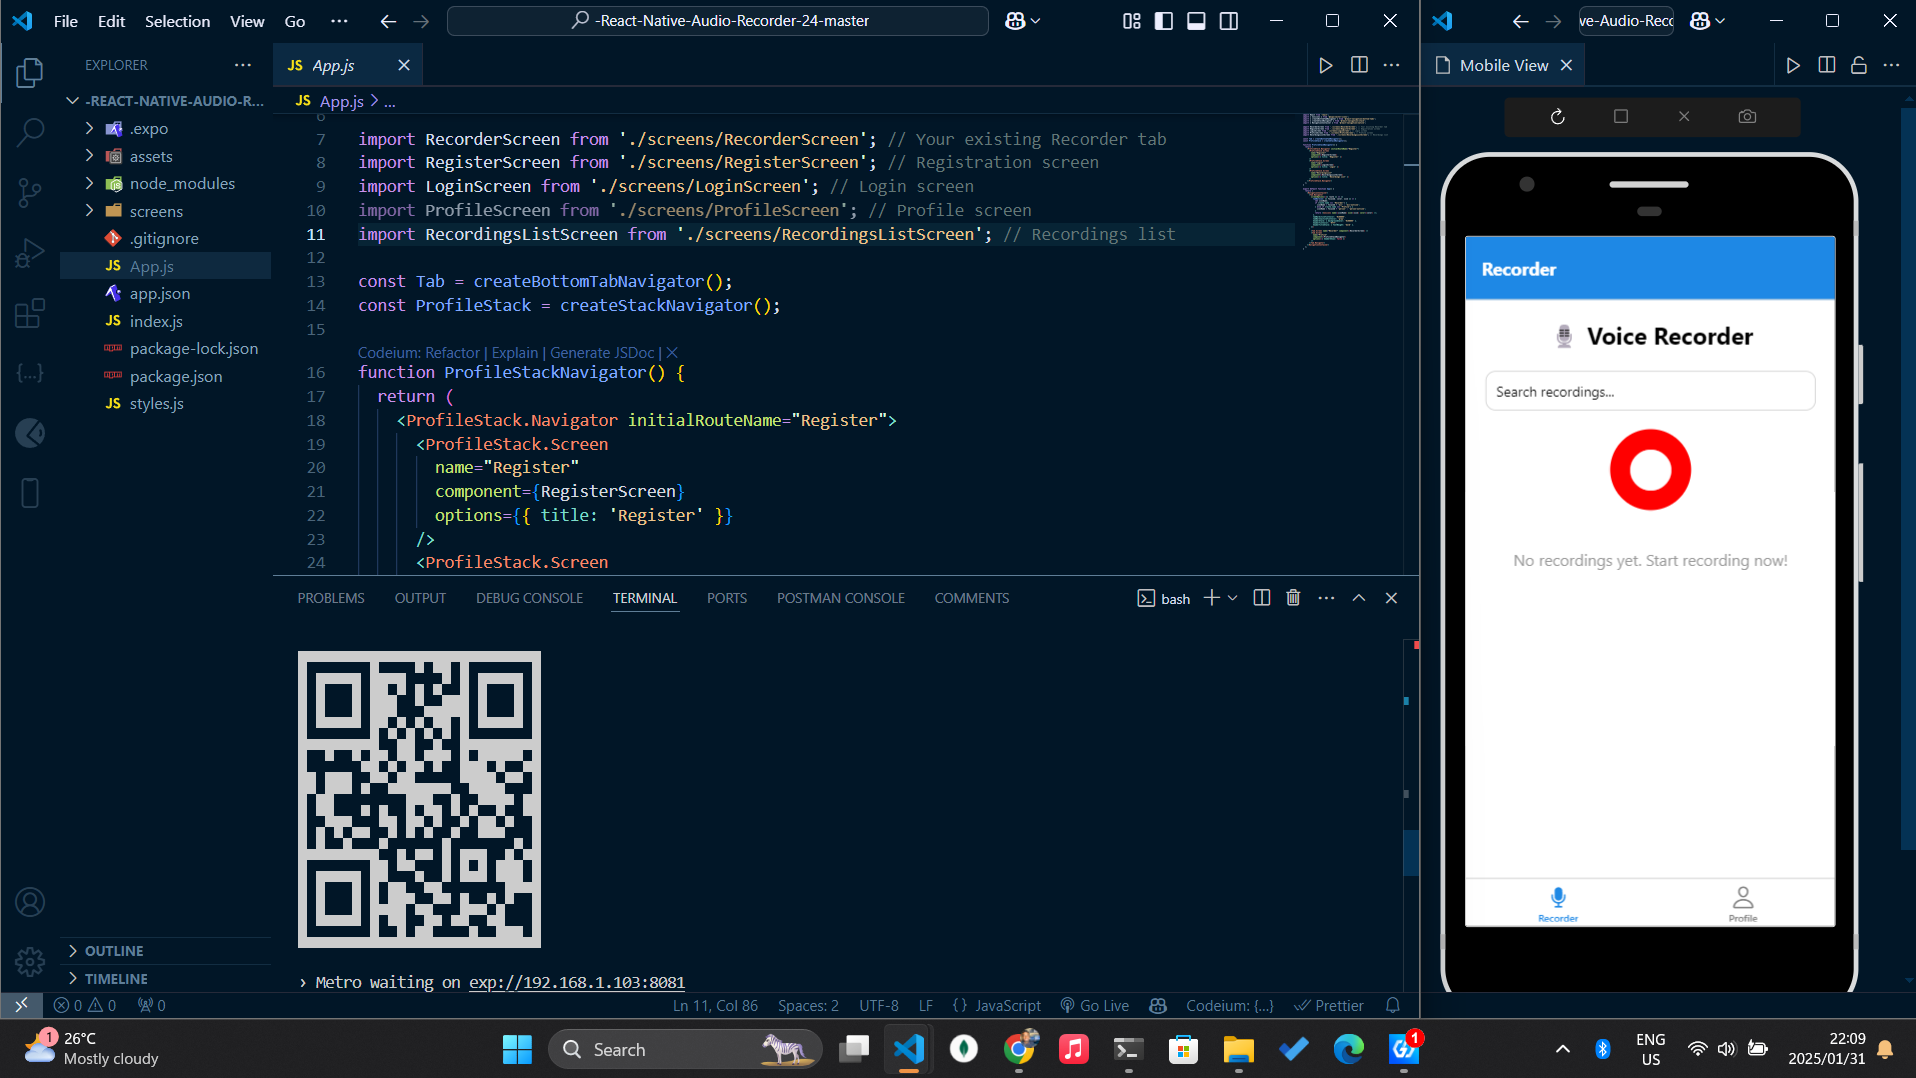 File Edit Selection View Go ...
-React-Native-Audio-Recorder-24-master
ve-Audio-Reco
EXPLORER
JS App.js
Mobile View
-REACT-NATIVE-AUDIO-R...
JS App.js > ...
.expo
assets
node_modules
screens
.gitignore
JS App.js
app.json
JS index.js
package-lock.json
package.json
JS styles.js
OUTLINE
TIMELINE
6
7 import RecorderScreen from './screens/RecorderScreen'; // Your existing Recorder tab
8 import RegisterScreen from './screens/RegisterScreen'; // Registration screen
9 import LoginScreen from './screens/LoginScreen'; // Login screen
10 import ProfileScreen from './screens/ProfileScreen'; // Profile screen
11 import RecordingsListScreen from './screens/RecordingsListScreen'; // Recordings list
12
13 const Tab = createBottomTabNavigator();
14 const ProfileStack = createStackNavigator();
15
Codeium: Refactor | Explain | Generate JSDoc | X
16 function ProfileStackNavigator() {
17 return (
18 <ProfileStack.Navigator initialRouteName="Register">
19 <ProfileStack.Screen
20 name="Register"
21 component={RegisterScreen}
22 options={{ title: 'Register' }}
23 />
24 <ProfileStack.Screen
PROBLEMS OUTPUT DEBUG CONSOLE TERMINAL PORTS POSTMAN CONSOLE COMMENTS
bash
› Metro waiting on exp://192.168.1.103:8081
Recorder
Voice Recorder
Search recordings...
No recordings yet. Start recording now!
Recorder
Profile
0 0 0
Ln 11, Col 86 Spaces: 2 UTF-8 LF {} JavaScript Go Live Codeium: {...} Prettier
1
26°C
Mostly cloudy
Search
1
ENG
US
22:09
2025/01/31